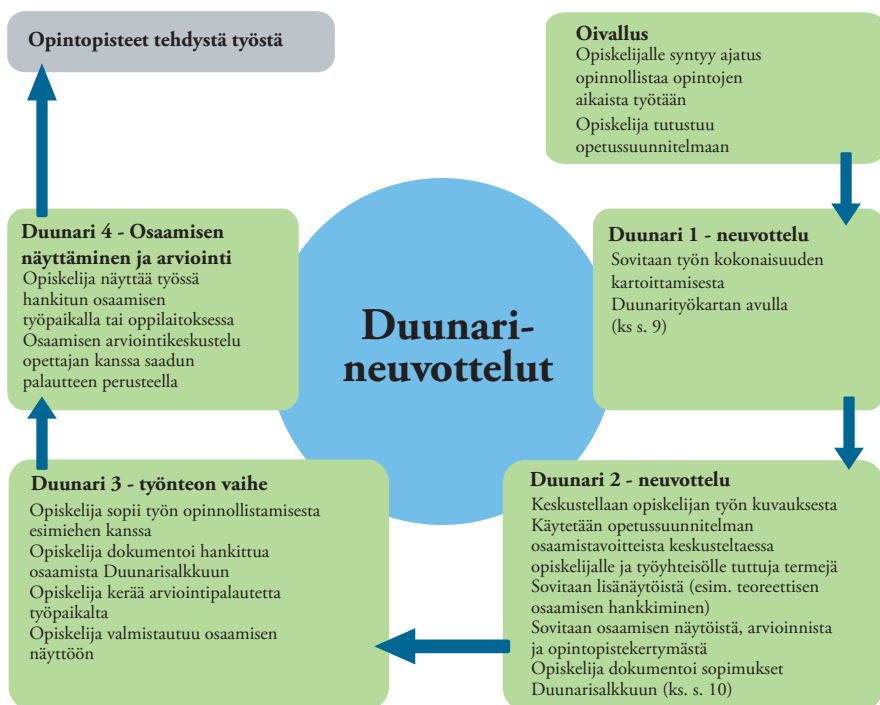 Opintopisteet tehdystä työstä
Oivallus
Opiskelijalle syntyy ajatus
opinnollistaa opintojen
aikaista työtään
Opiskelija tutustuu
opetussuunnitelmaan
Duunari 1 - neuvottelu
Sovitaan työn kokonaisuuden
kartoittamisesta
Duunarityökartan avulla
(ks s. 9)
Duunari 2 - neuvottelu
Keskustellaan opiskelijan työn kuvauksesta
Käytetään opetussuunnitelman
osaamistavoitteista keskusteltaessa
opiskelijalle ja työyhteisölle tuttuja termejä
Sovitaan lisänäytöistä (esim. teoreettisen
osaamisen hankkiminen)
Sovitaan osaamisen näytöistä, arvioinnista
ja opintopistekertymästä
Opiskelija dokumentoi sopimukset
Duunarisalkkuun (ks. s. 10)
Duunari 3 - työnteon vaihe
Opiskelija sopii työn opinnollistamisesta
esimiehen kanssa
Opiskelija dokumentoi hankittua
osaamista Duunarisalkkuun
Opiskelija kerää arviointipalautetta
työpaikalta
Opiskelija valmistautuu osaamisen
näyttöön
Duunari 4 - Osaamisen
näyttäminen ja arviointi
Opiskelija näyttää työssä
hankitun osaamisen
työpaikalla tai oppilaitoksessa
Osaamisen arviointikeskustelu
opettajan kanssa saadun
palautteen perusteella
Duunari-
neuvottelut